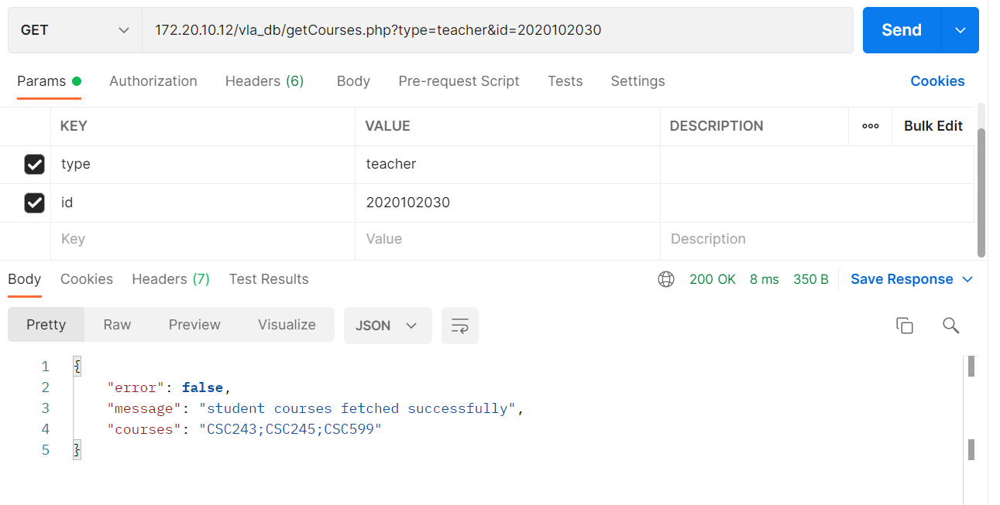 GET 172.20.10.12/vla_db/getCourses.php?type=teacher&id=2020102030 Send
Params Authorization Headers (6) Body Pre-request Script Tests Settings Cookies
KEY VALUE DESCRIPTION ooo Bulk Edit
type teacher
id 2020102030
Key Value Description
Body Cookies Headers (7) Test Results 200 OK 8 ms 350 B Save Response
Pretty Raw Preview Visualize JSON
1 {
2 "error": false,
3 "message": "student courses fetched successfully",
4 "courses": "CSC243;CSC245;CSC599"
5 }